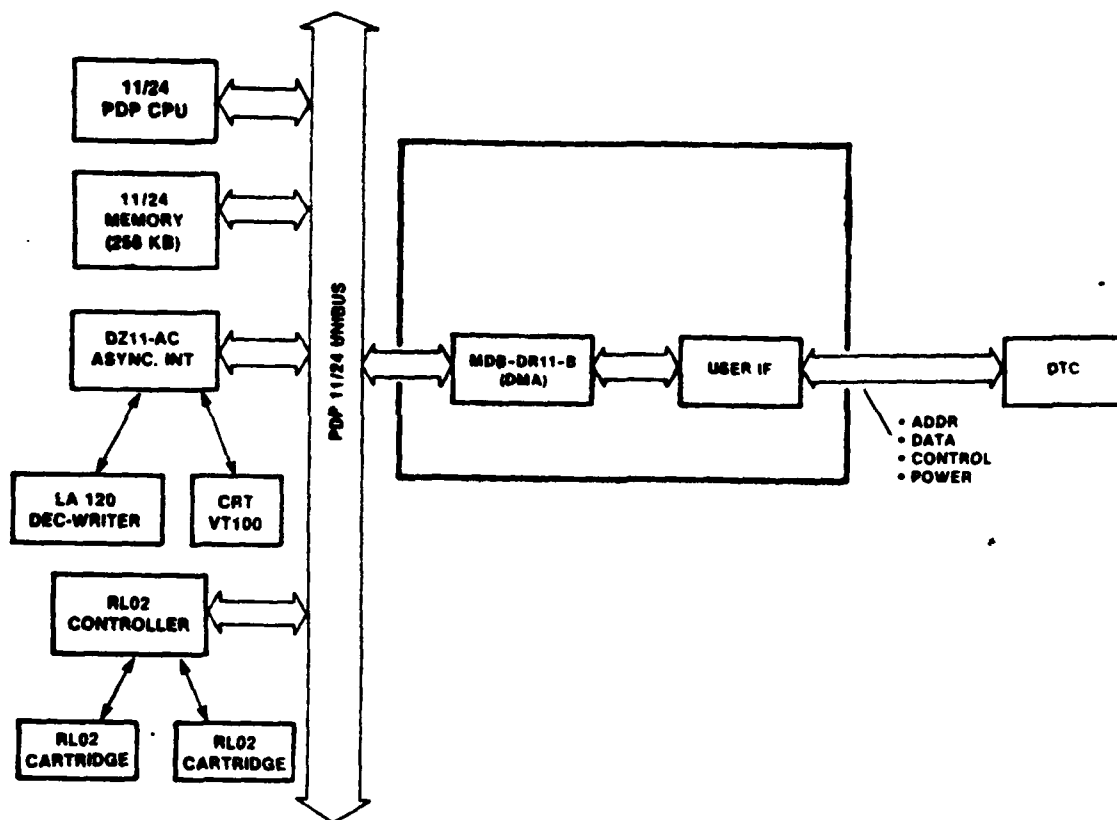 11/24
PDP CPU
11/24
MEMORY
(256 KB)
DZ11-AC
ASYNC. INT
LA 120
DEC-WRITER
CRT
VT100
RL02
CONTROLLER
RL02
CARTRIDGE
RL02
CARTRIDGE
PDP 11/24 UNIBUS
MDB-DR11-B
(DMA)
USER IF
DTC
• ADDR
• DATA
• CONTROL
• POWER